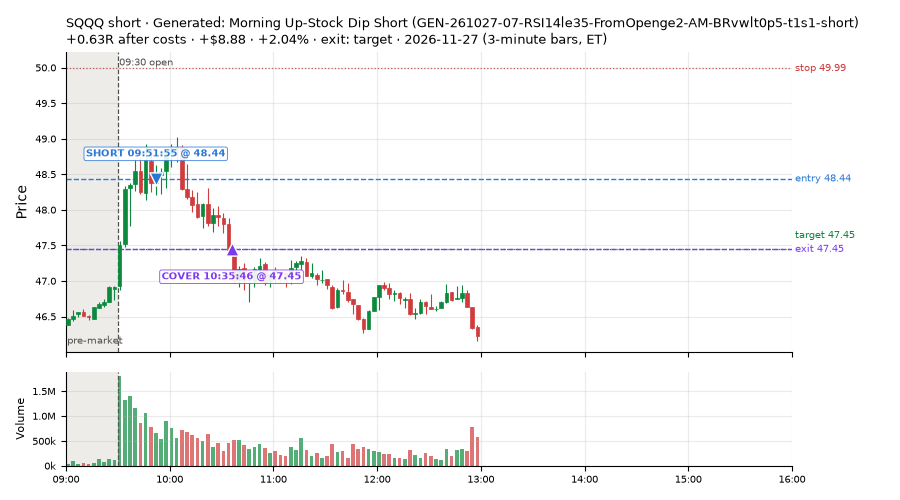 SQQQ short · Generated: Morning Up-Stock Dip Short (GEN-261027-07-RSI14le35-FromOpenge2-AM-BRvwlt0p5-t1s1-short)
+0.63R after costs · +$8.88 · +2.04% · exit: target · 2026-11-27 (3-minute bars, ET)
09:30 open
50.0
stop 49.99
49.5
49.0
SHORT 09:51:55 @ 48.44
48.5
entry 48.44
Price
48.0
target 47.45
47.5
exit 47.45
COVER 10:35:46 @ 47.45
47.0
46.5
pre-market
Volume
1.5M
1.0M
500k
0k
09:00
10:00
11:00
12:00
13:00
14:00
15:00
16:00